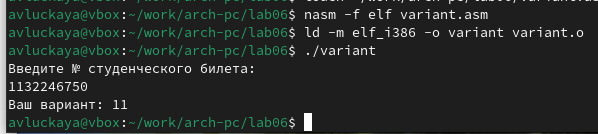 avluckaya@vbox:~/work/arch-pc/lab06$ nasm -f elf variant.asm
avluckaya@vbox:~/work/arch-pc/lab06$ ld -m elf_i386 -o variant variant.o
avluckaya@vbox:~/work/arch-pc/lab06$ ./variant
Введите № студенческого билета:
1132246750
Ваш вариант: 11
avluckaya@vbox:~/work/arch-pc/lab06$